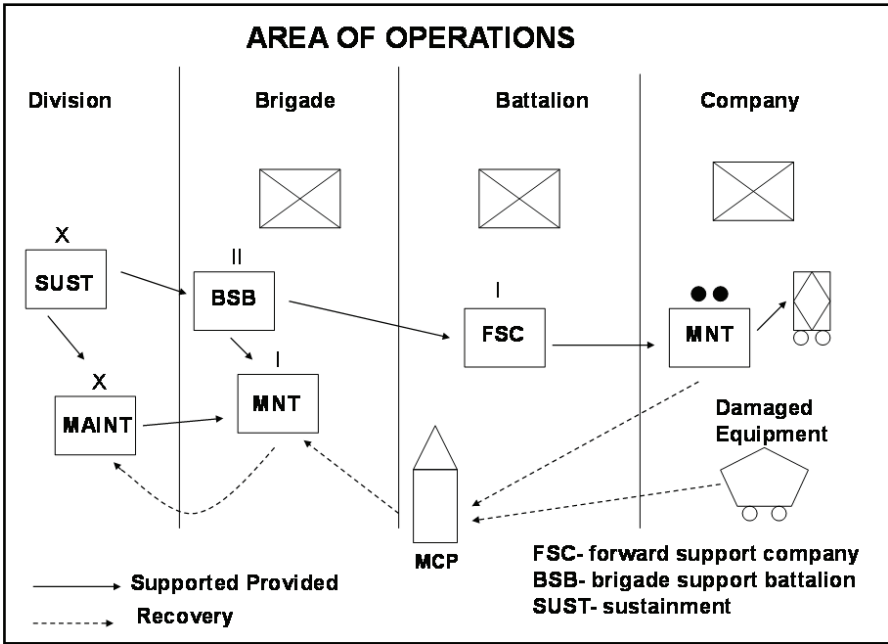 AREA OF OPERATIONS
Division
Brigade
Battalion
Company
X
SUST
II
BSB
I
FSC
MNT
X
MAINT
I
MNT
Damaged
Equipment
MCP
FSC- forward support company
BSB- brigade support battalion
SUST- sustainment
Supported Provided
Recovery